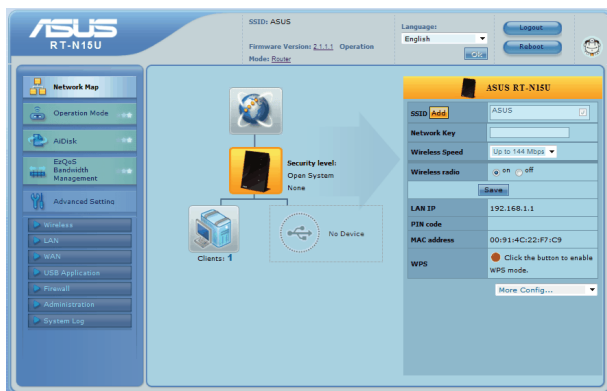 ASUS
RT-N15U
SSID: ASUS
Firmware Version: 2.1.1.1 Operation
Mode: Router
Language:
English
OK
Logout
Reboot
Network Map
Operation Mode
AiDisk
EzQoS
Bandwidth
Management
Advanced Setting
Wireless
LAN
WAN
USB Application
Firewall
Administration
System Log
Security level:
Open System
None
Clients: 1
No Device
ASUS RT-N15U
SSID Add ASUS
Network Key
Wireless Speed Up to 144 Mbps
Wireless radio on off
Save
LAN IP 192.168.1.1
PIN code
MAC address 00:91:4C:22:F7:C9
WPS Click the button to enable
WPS mode.
More Config...